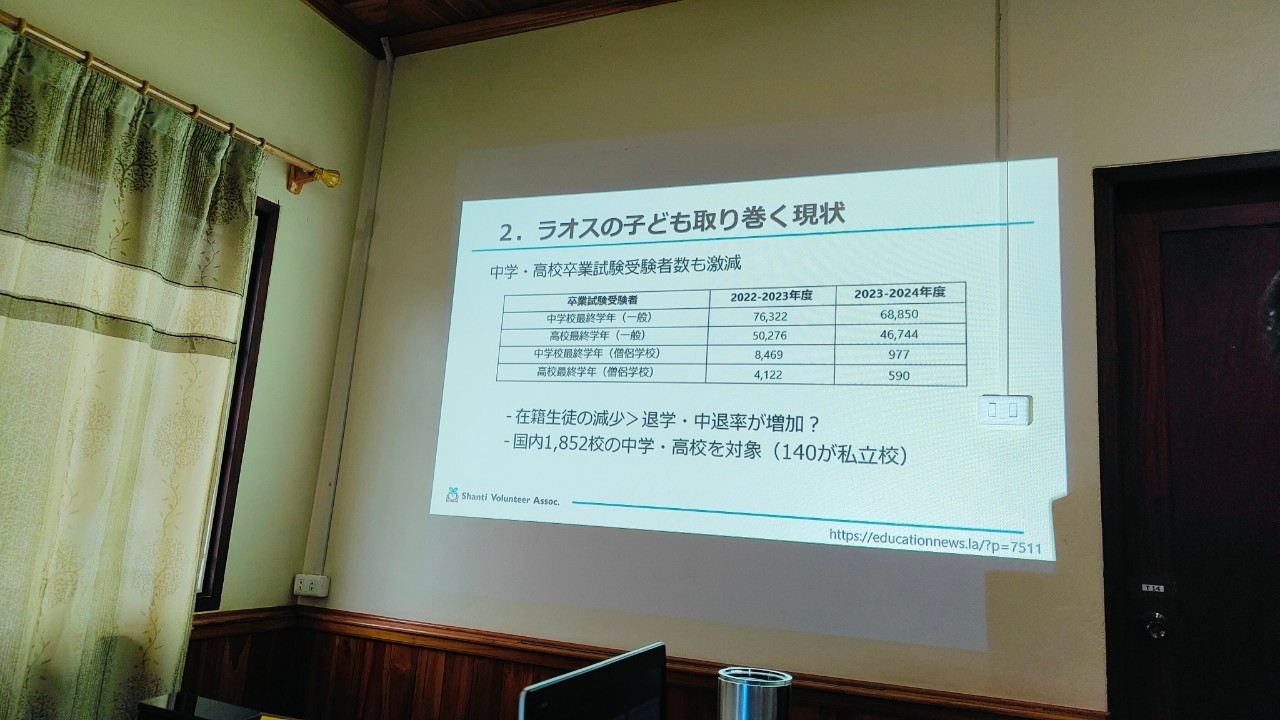 ２．ラオスの子ども取り巻く現状
中学・高校卒業試験受験者数も激減
卒業試験受験者 2022-2023年度 2023-2024年度
中学校最終学年（一般） 76,322 68,850
高校最終学年（一般） 50,276 46,744
中学校最終学年（僧侶学校） 8,469 977
高校最終学年（僧侶学校） 4,122 590
- 在籍生徒の減少＞退学・中退率が増加？
- 国内1,852校の中学・高校を対象（140が私立校）
Shanti Volunteer Assoc.
https://educationnews.la/?p=7511